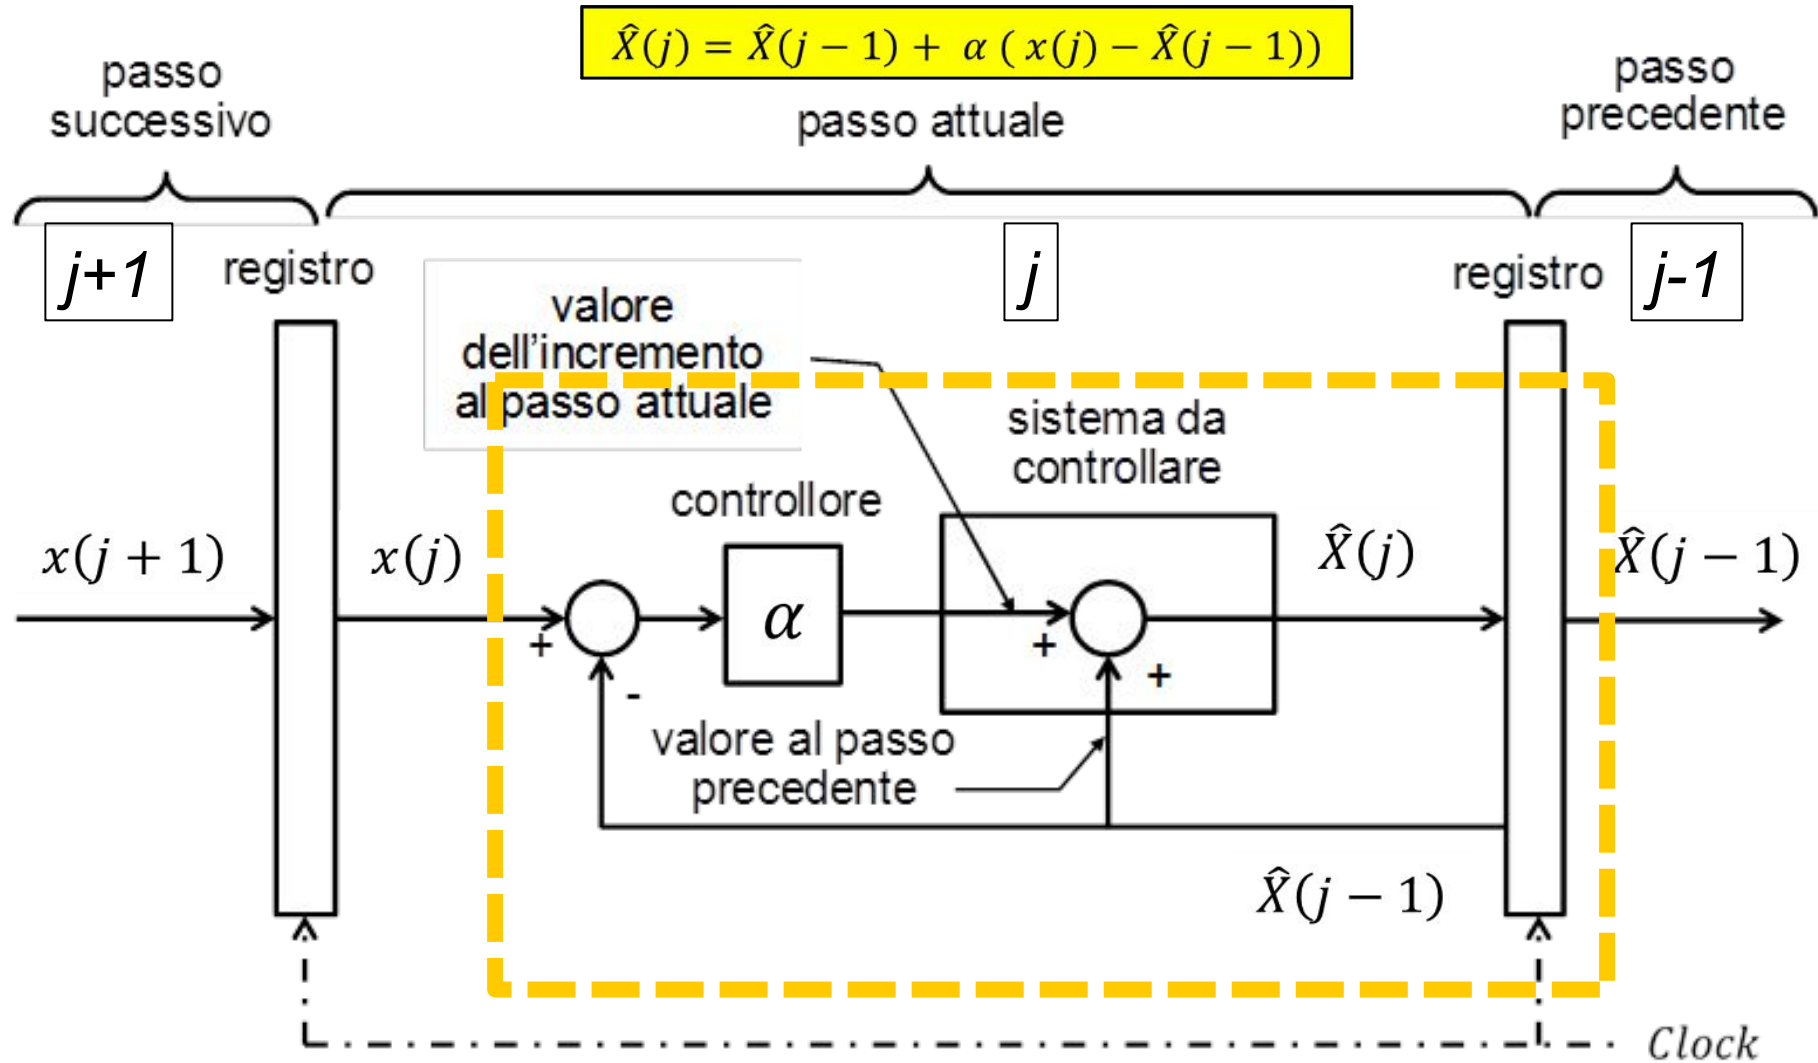 X̂(j) = X̂(j − 1) + α ( x(j) − X̂(j − 1))
passo
successivo
passo attuale
passo
precedente
j+1
registro
j
registro
j-1
valore
dell'incremento
al passo attuale
sistema da
controllare
controllore
x(j + 1)
x(j)
X̂(j)
X̂(j − 1)
α
+
+
-
+
valore al passo
precedente
X̂(j − 1)
Clock